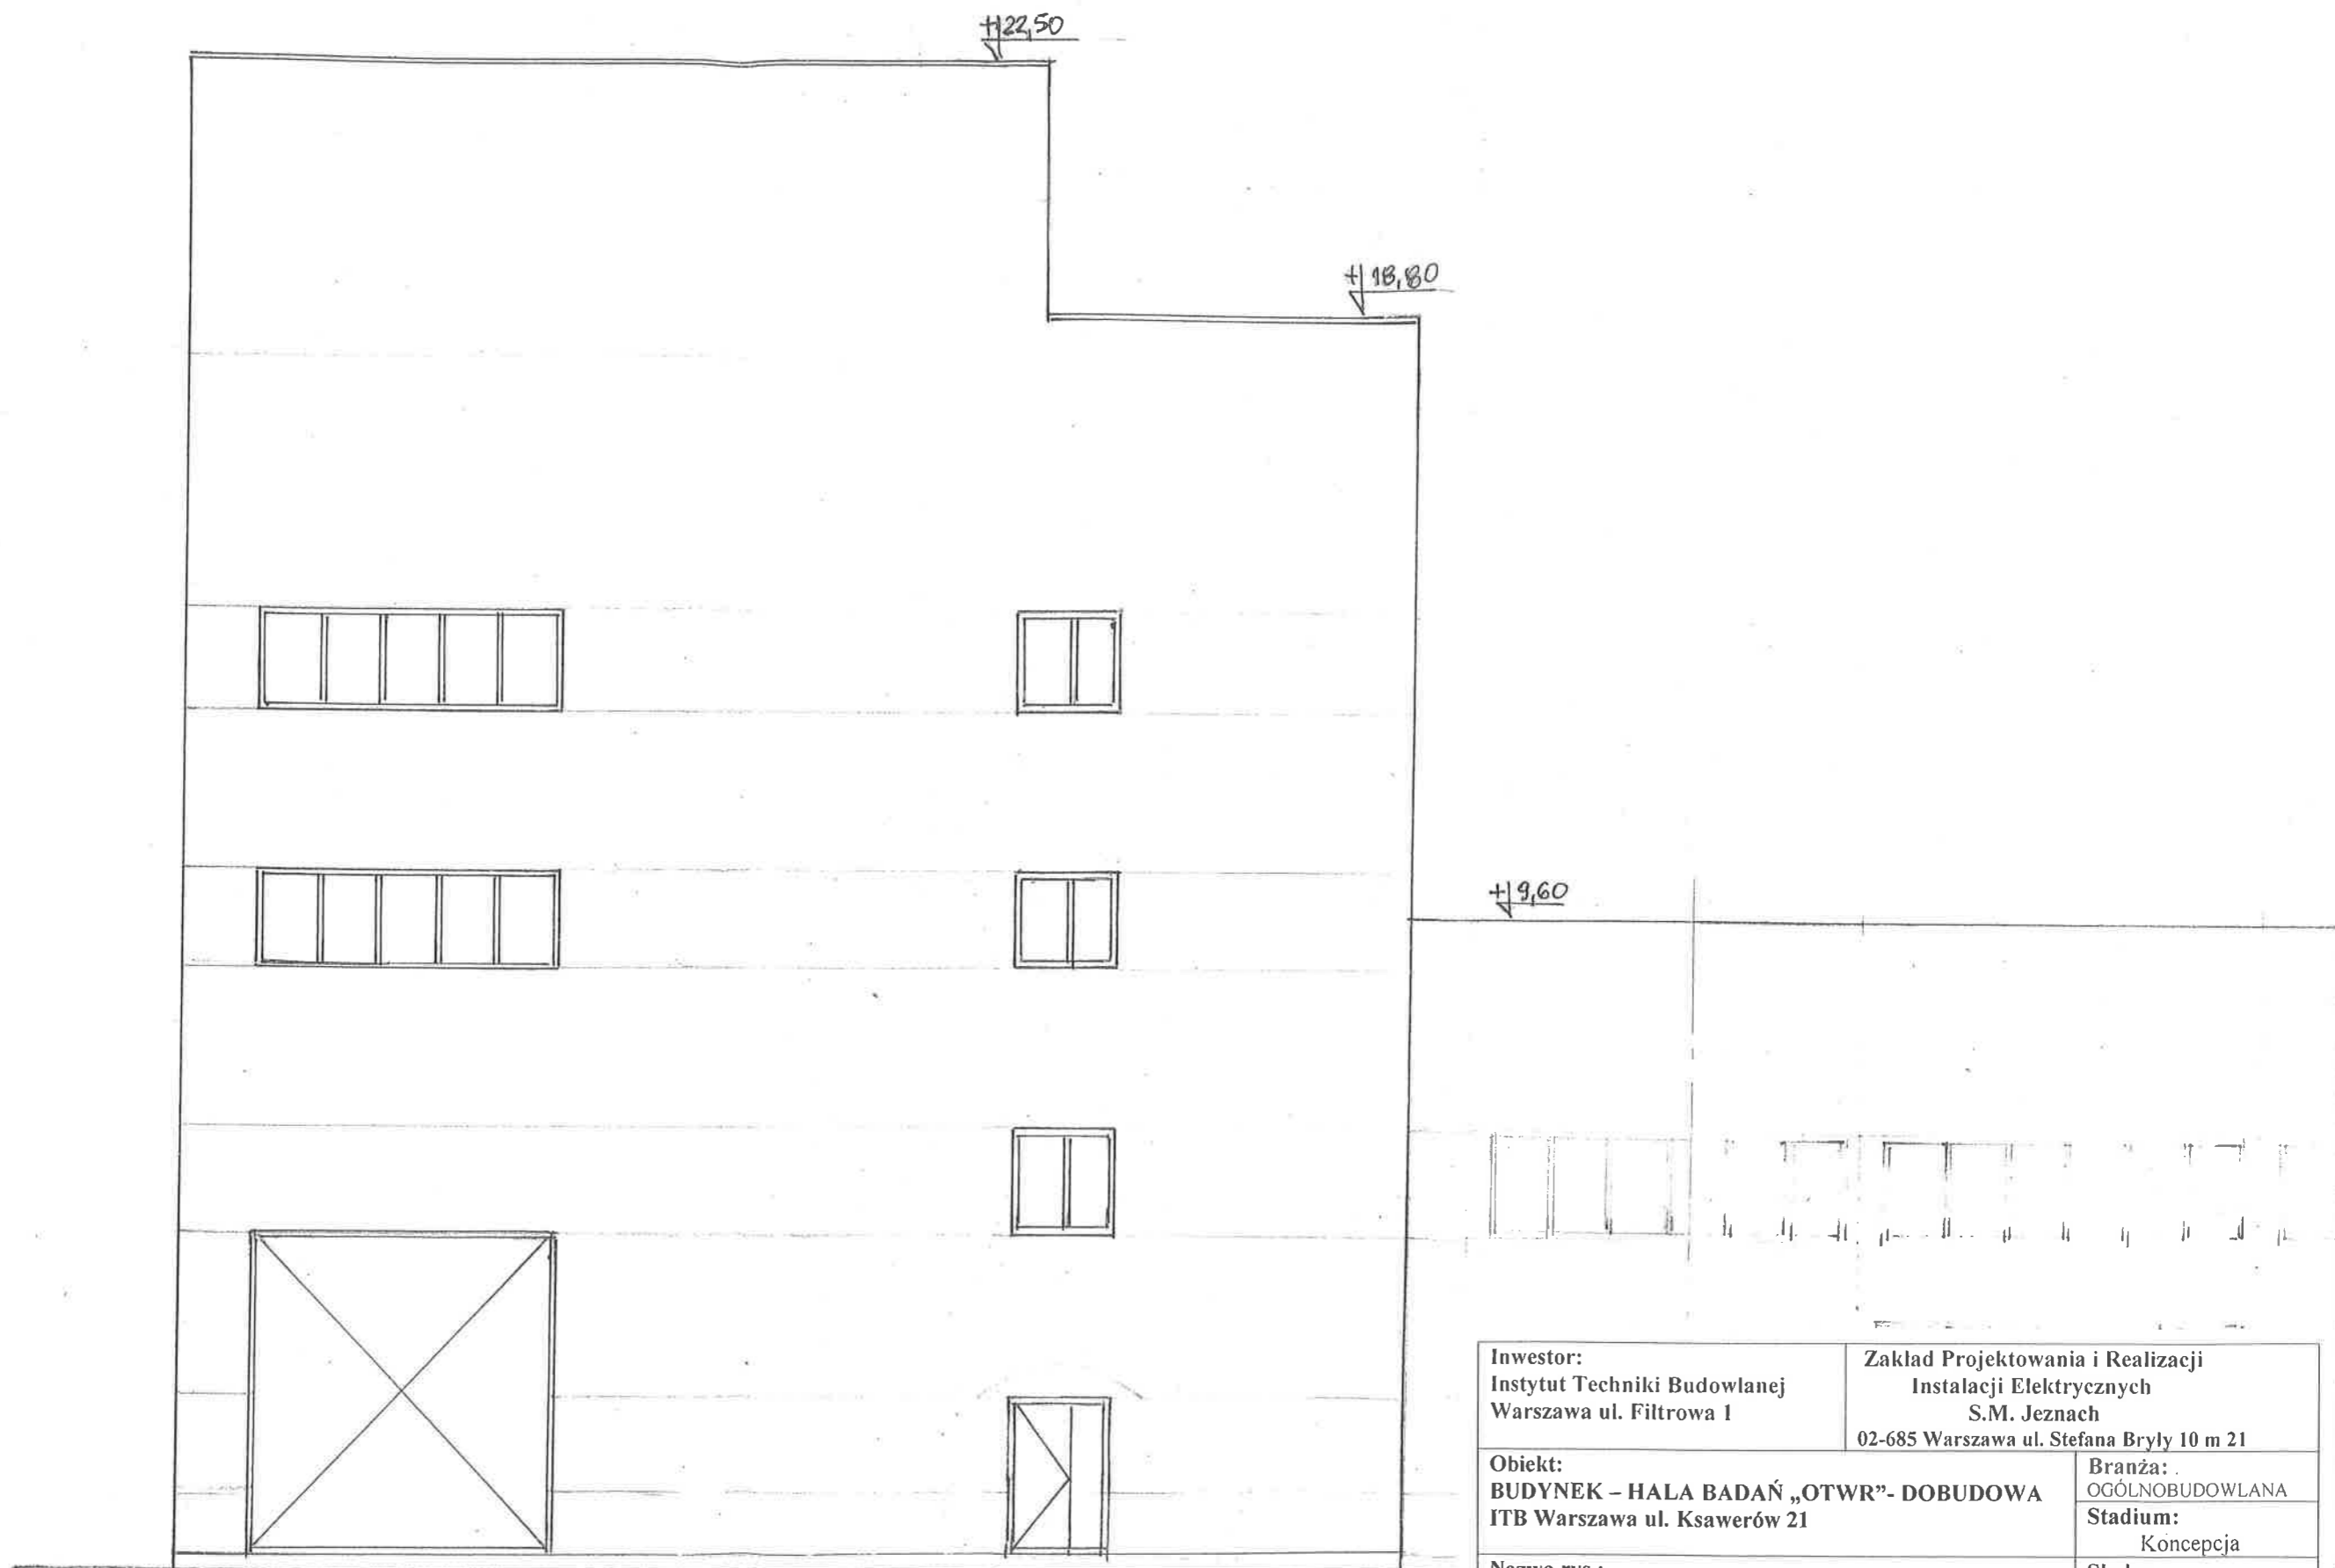 +22,50
+18,80
+9,60
Inwestor:
Instytut Techniki Budowlanej
Warszawa ul. Filtrowa 1
Zakład Projektowania i Realizacji
Instalacji Elektrycznych
S.M. Jeznach
02-685 Warszawa ul. Stefana Bryły 10 m 21
Obiekt:
BUDYNEK – HALA BADAŃ „OTWR”- DOBUDOWA
ITB Warszawa ul. Ksawerów 21
Branża:
OGÓLNOBUDOWLANA
Stadium:
Koncepcja